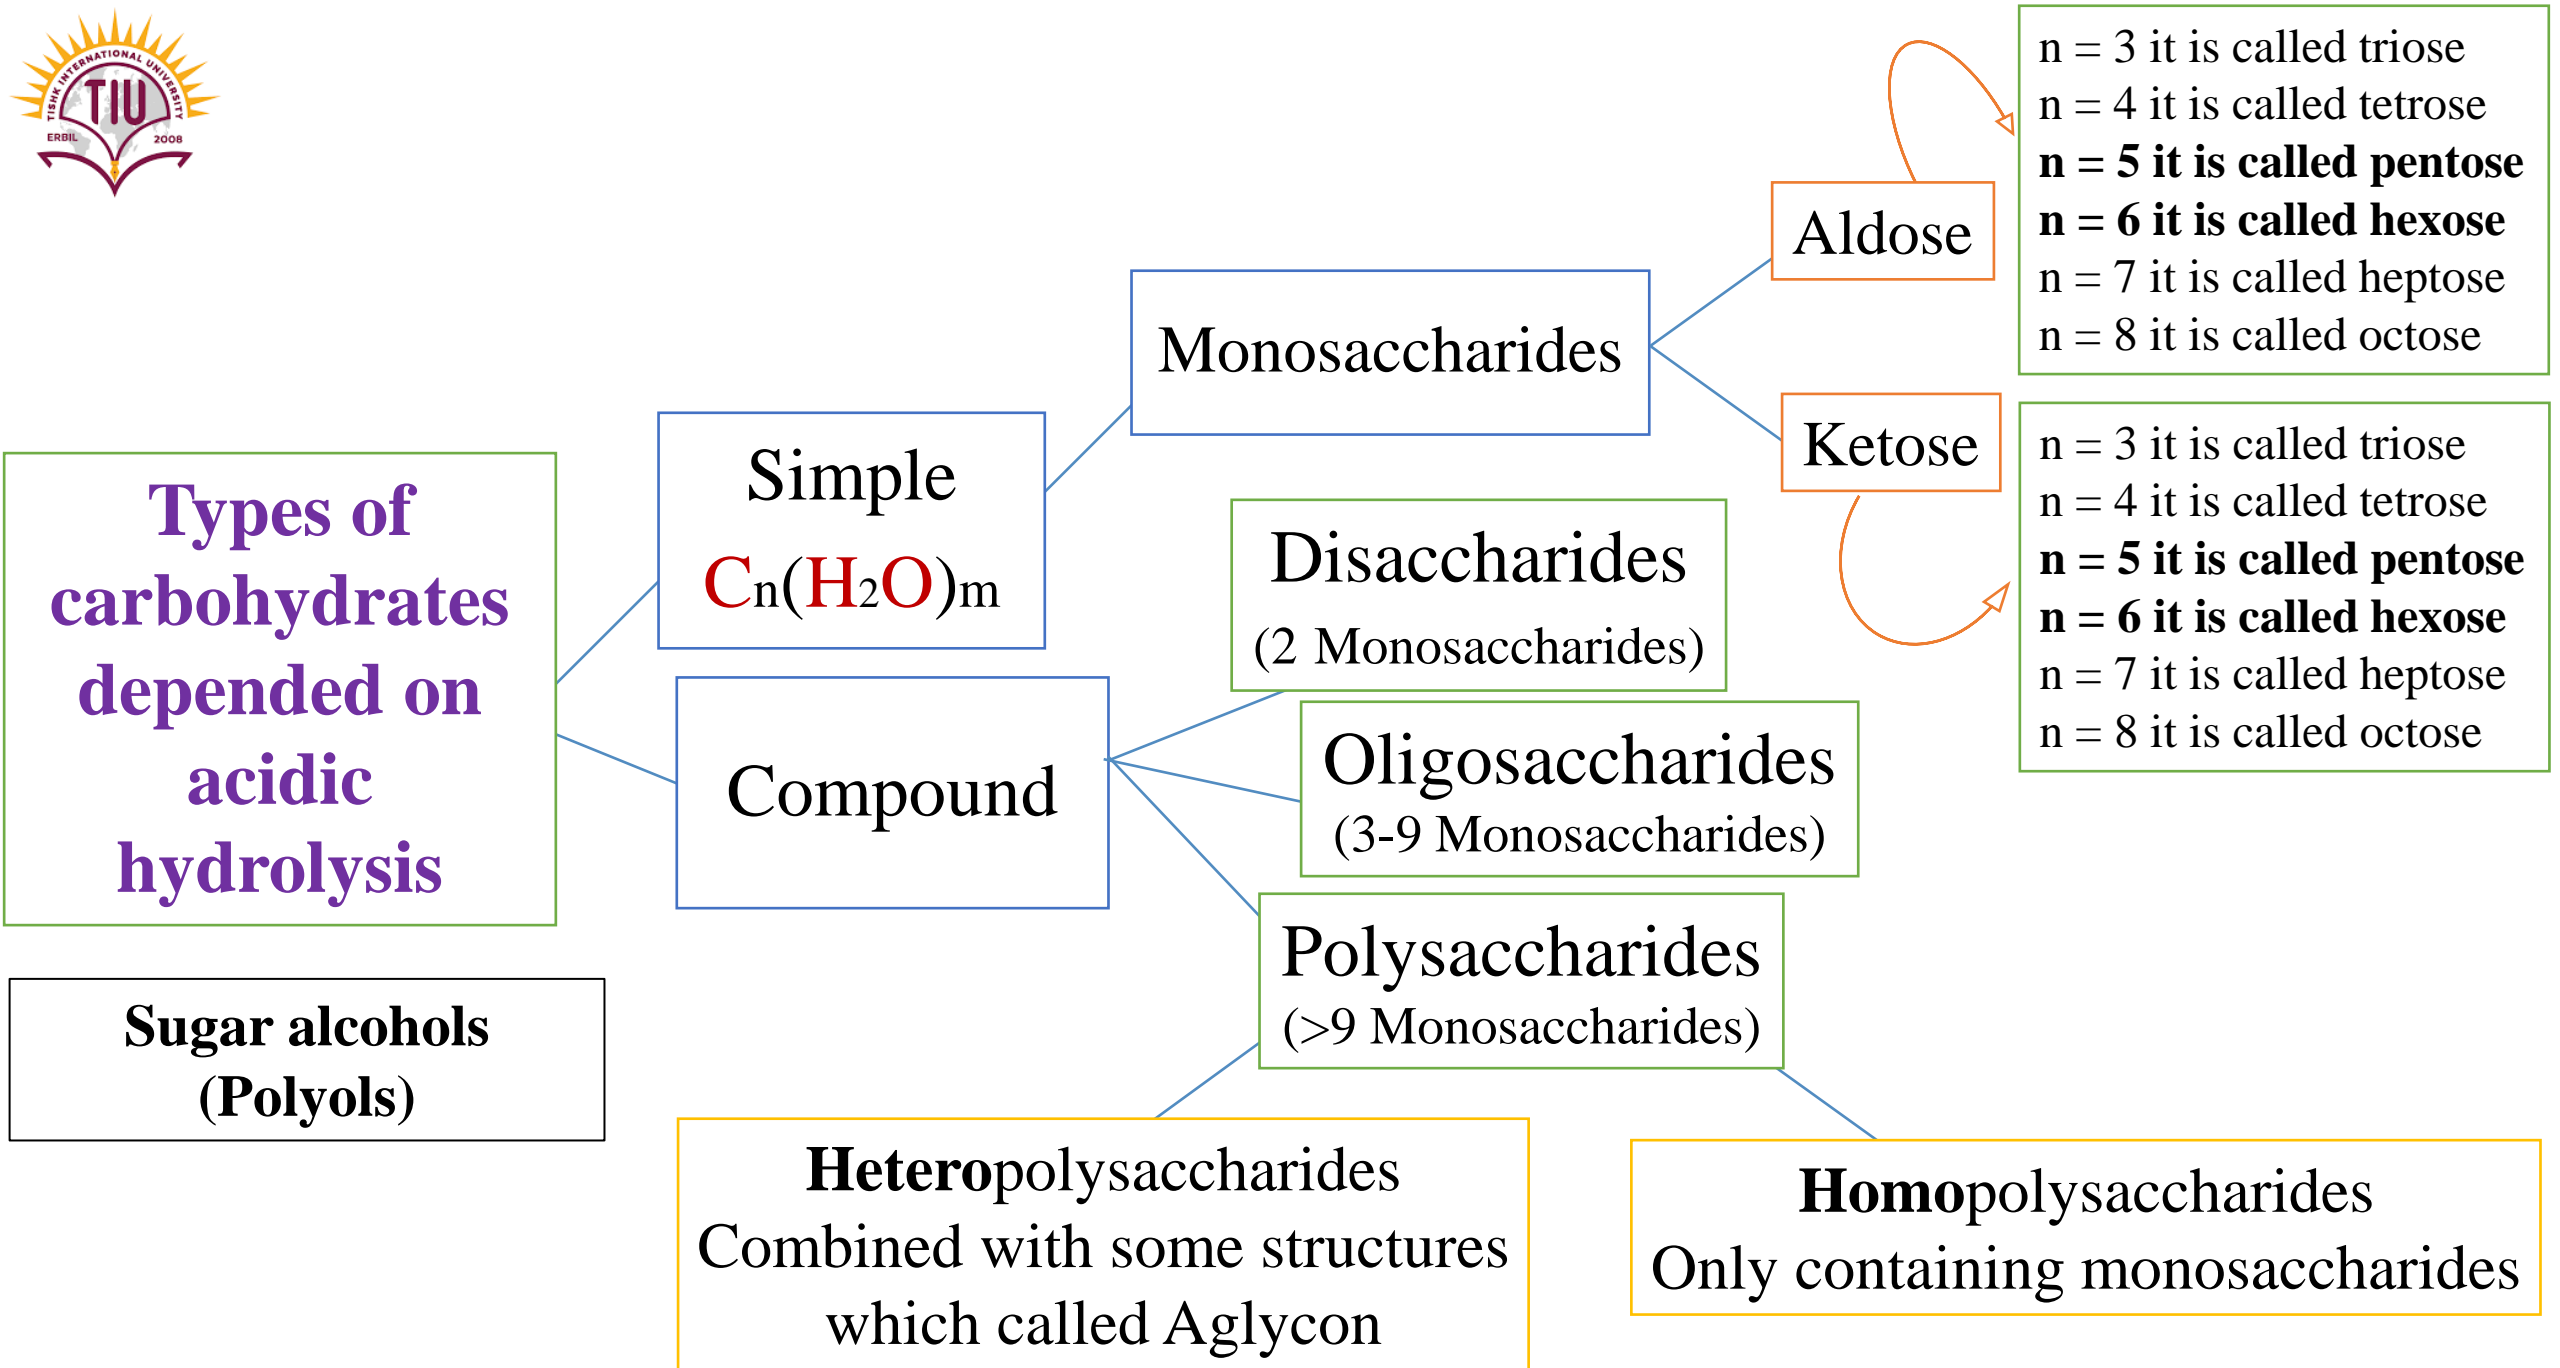 TISHK INTERNATIONAL UNIVERSITY
TIU
ERBIL 2008
Types of
carbohydrates
depended on
acidic
hydrolysis
Sugar alcohols
(Polyols)
Simple
Cn(H2O)m
Compound
Monosaccharides
Aldose
Ketose
n = 3 it is called triose
n = 4 it is called tetrose
n = 5 it is called pentose
n = 6 it is called hexose
n = 7 it is called heptose
n = 8 it is called octose
n = 3 it is called triose
n = 4 it is called tetrose
n = 5 it is called pentose
n = 6 it is called hexose
n = 7 it is called heptose
n = 8 it is called octose
Disaccharides
(2 Monosaccharides)
Oligosaccharides
(3-9 Monosaccharides)
Polysaccharides
(>9 Monosaccharides)
Heteropolysaccharides
Combined with some structures
which called Aglycon
Homopolysaccharides
Only containing monosaccharides